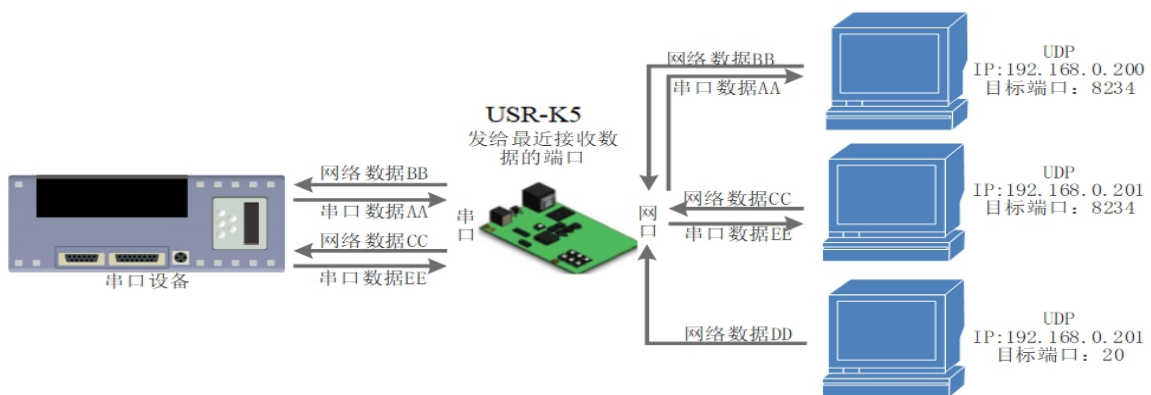 网络数据BB
串口数据AA
UDP
IP:192.168.0.200
目标端口：8234
USR-K5
发给最近接收数
据的端口
网络数据BB
串口数据AA
网络数据CC
串口数据EE
串口设备
串口
网口
网络数据CC
串口数据EE
UDP
IP:192.168.0.201
目标端口：8234
网络数据DD
UDP
IP:192.168.0.201
目标端口：20